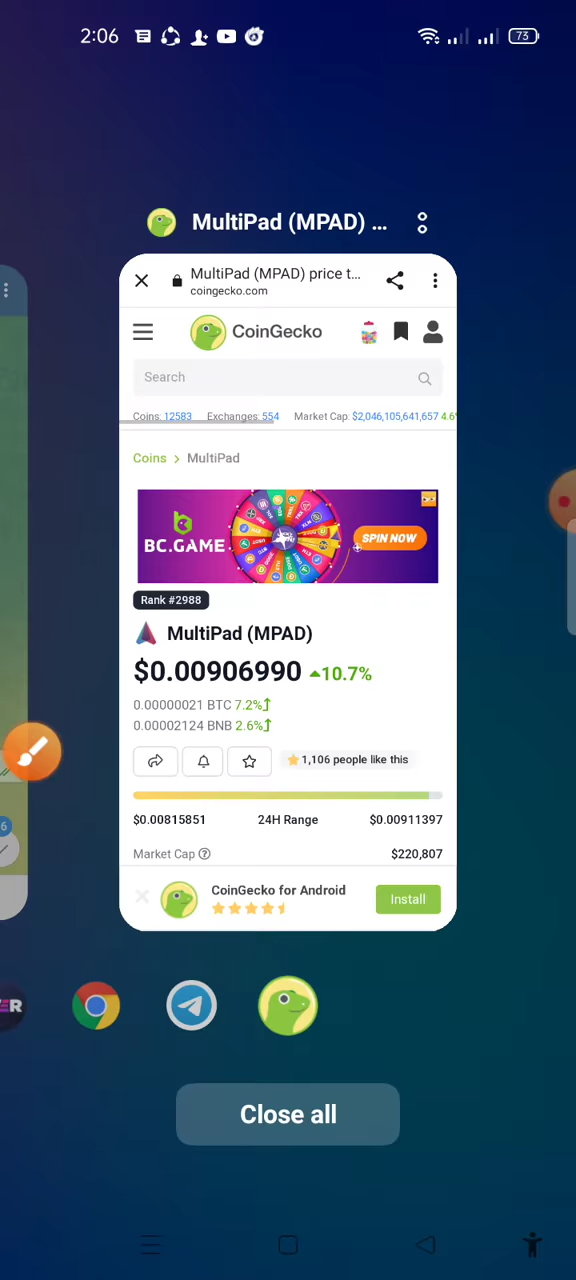 2:06
73
MultiPad (MPAD) ...
MultiPad (MPAD) price t...
coingecko.com
CoinGecko
Search
Coins: 12583 Exchanges: 554 Market Cap: $2,046,105,641,657 4.6
Coins > MultiPad
BC.GAME
SPIN NOW
Rank #2988
MultiPad (MPAD)
$0.00906990 10.7%
0.00000021 BTC 7.2%
0.00002124 BNB 2.6%
1,106 people like this
6
$0.00815851 24H Range $0.00911397
Market Cap $220,807
CoinGecko for Android
Install
ER
Close all